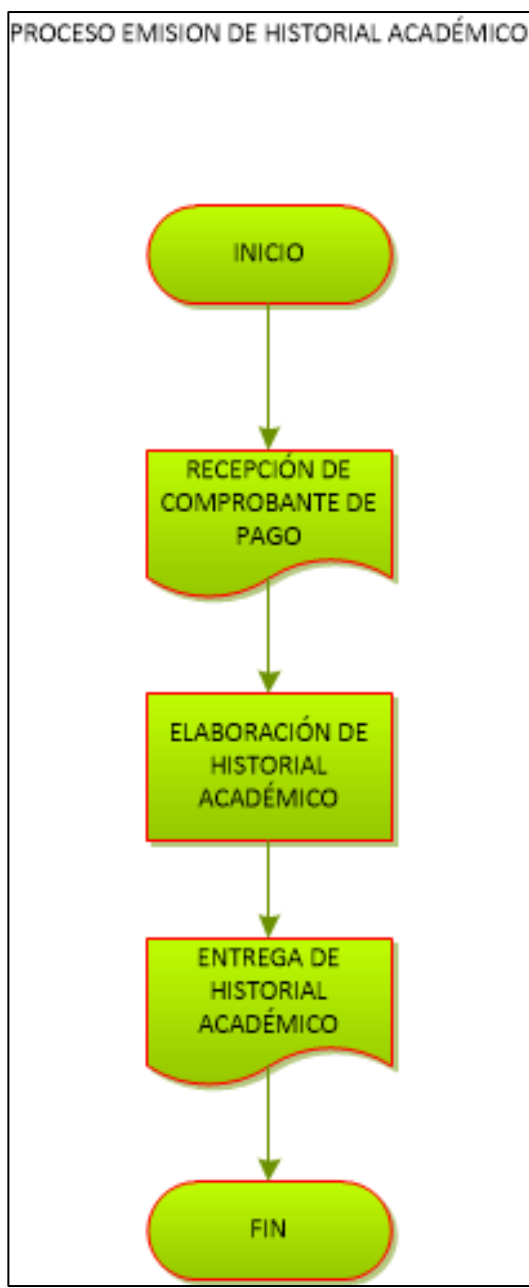 PROCESO EMISION DE HISTORIAL ACADÉMICO
INICIO
RECEPCIÓN DE
COMPROBANTE DE
PAGO
ELABORACIÓN DE
HISTORIAL
ACADÉMICO
ENTREGA DE
HISTORIAL
ACADÉMICO
FIN